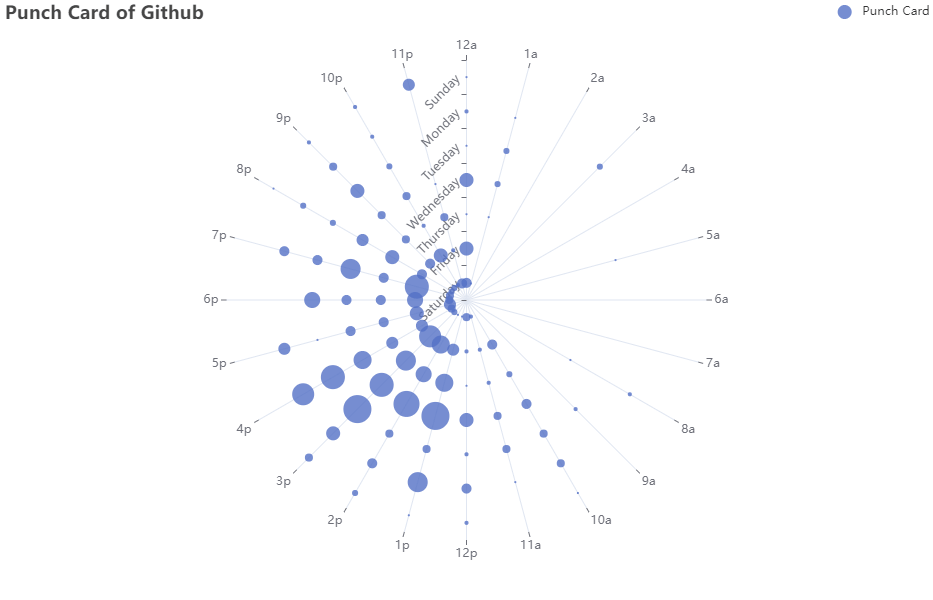 Punch Card of Github
Punch Card
12a
1a
2a
3a
4a
5a
6a
7a
8a
9a
10a
11a
12p
1p
2p
3p
4p
5p
6p
7p
8p
9p
10p
11p
Sunday
Monday
Tuesday
Wednesday
Thursday
Friday
Saturday